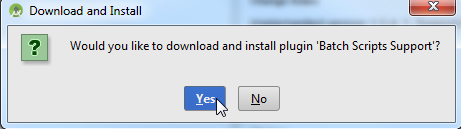 Download and Install
Would you like to download and install plugin 'Batch Scripts Support'?
Yes
No